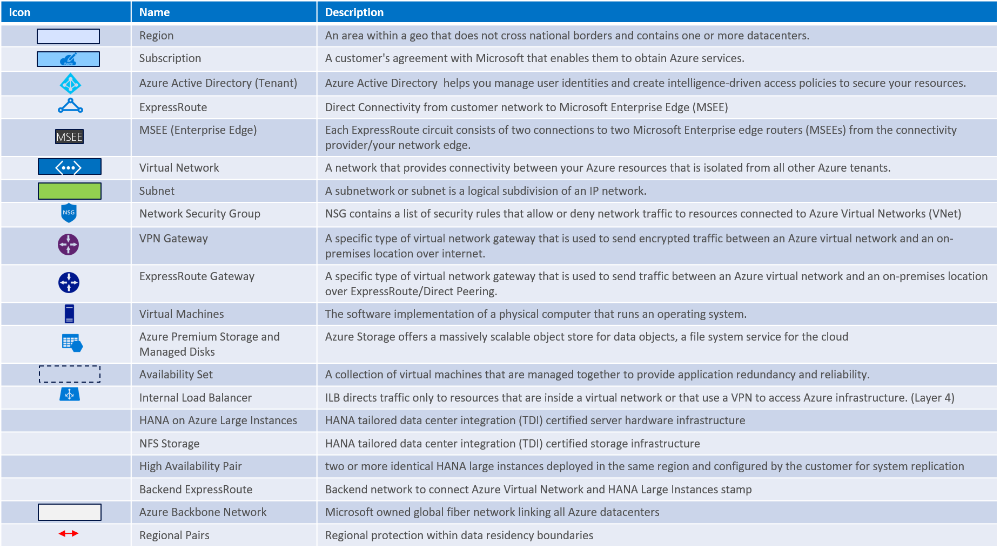 Icon Name Description
Region An area within a geo that does not cross national borders and contains one or more datacenters.
Azure Subscription A customer's agreement with Microsoft that enables them to obtain Azure services.
Azure Active Directory (Tenant) Azure Active Directory  helps you manage user identities and create intelligence-driven access policies to secure your resources.
ExpressRoute Direct Connectivity from customer network to Microsoft Enterprise Edge (MSEE)
MSEE MSEE (Enterprise Edge) Each ExpressRoute circuit consists of two connections to two Microsoft Enterprise edge routers (MSEEs) from the connectivity
provider/your network edge.
Virtual Network A network that provides connectivity between your Azure resources that is isolated from all other Azure tenants.
Subnet A subnetwork or subnet is a logical subdivision of an IP network.
NSG Network Security Group NSG contains a list of security rules that allow or deny network traffic to resources connected to Azure Virtual Networks (VNet)
VPN Gateway A specific type of virtual network gateway that is used to send encrypted traffic between an Azure virtual network and an on-
premises location over internet.
ExpressRoute Gateway A specific type of virtual network gateway that is used to send traffic between an Azure virtual network and an on-premises location
over ExpressRoute/Direct Peering.
Virtual Machines The software implementation of a physical computer that runs an operating system.
Azure Premium Storage and Azure Storage offers a massively scalable object store for data objects, a file system service for the cloud
Managed Disks
Availability Set A collection of virtual machines that are managed together to provide application redundancy and reliability.
Internal Load Balancer ILB directs traffic only to resources that are inside a virtual network or that use a VPN to access Azure infrastructure. (Layer 4)
HANA on Azure Large Instances HANA tailored data center integration (TDI) certified server hardware infrastructure
NFS Storage HANA tailored data center integration (TDI) certified storage infrastructure
High Availability Pair two or more identical HANA large instances deployed in the same region and configured by the customer for system replication
Backend ExpressRoute Backend network to connect Azure Virtual Network and HANA Large Instances stamp
Azure Backbone Network Microsoft owned global fiber network linking all Azure datacenters
Regional Pairs Regional protection within data residency boundaries